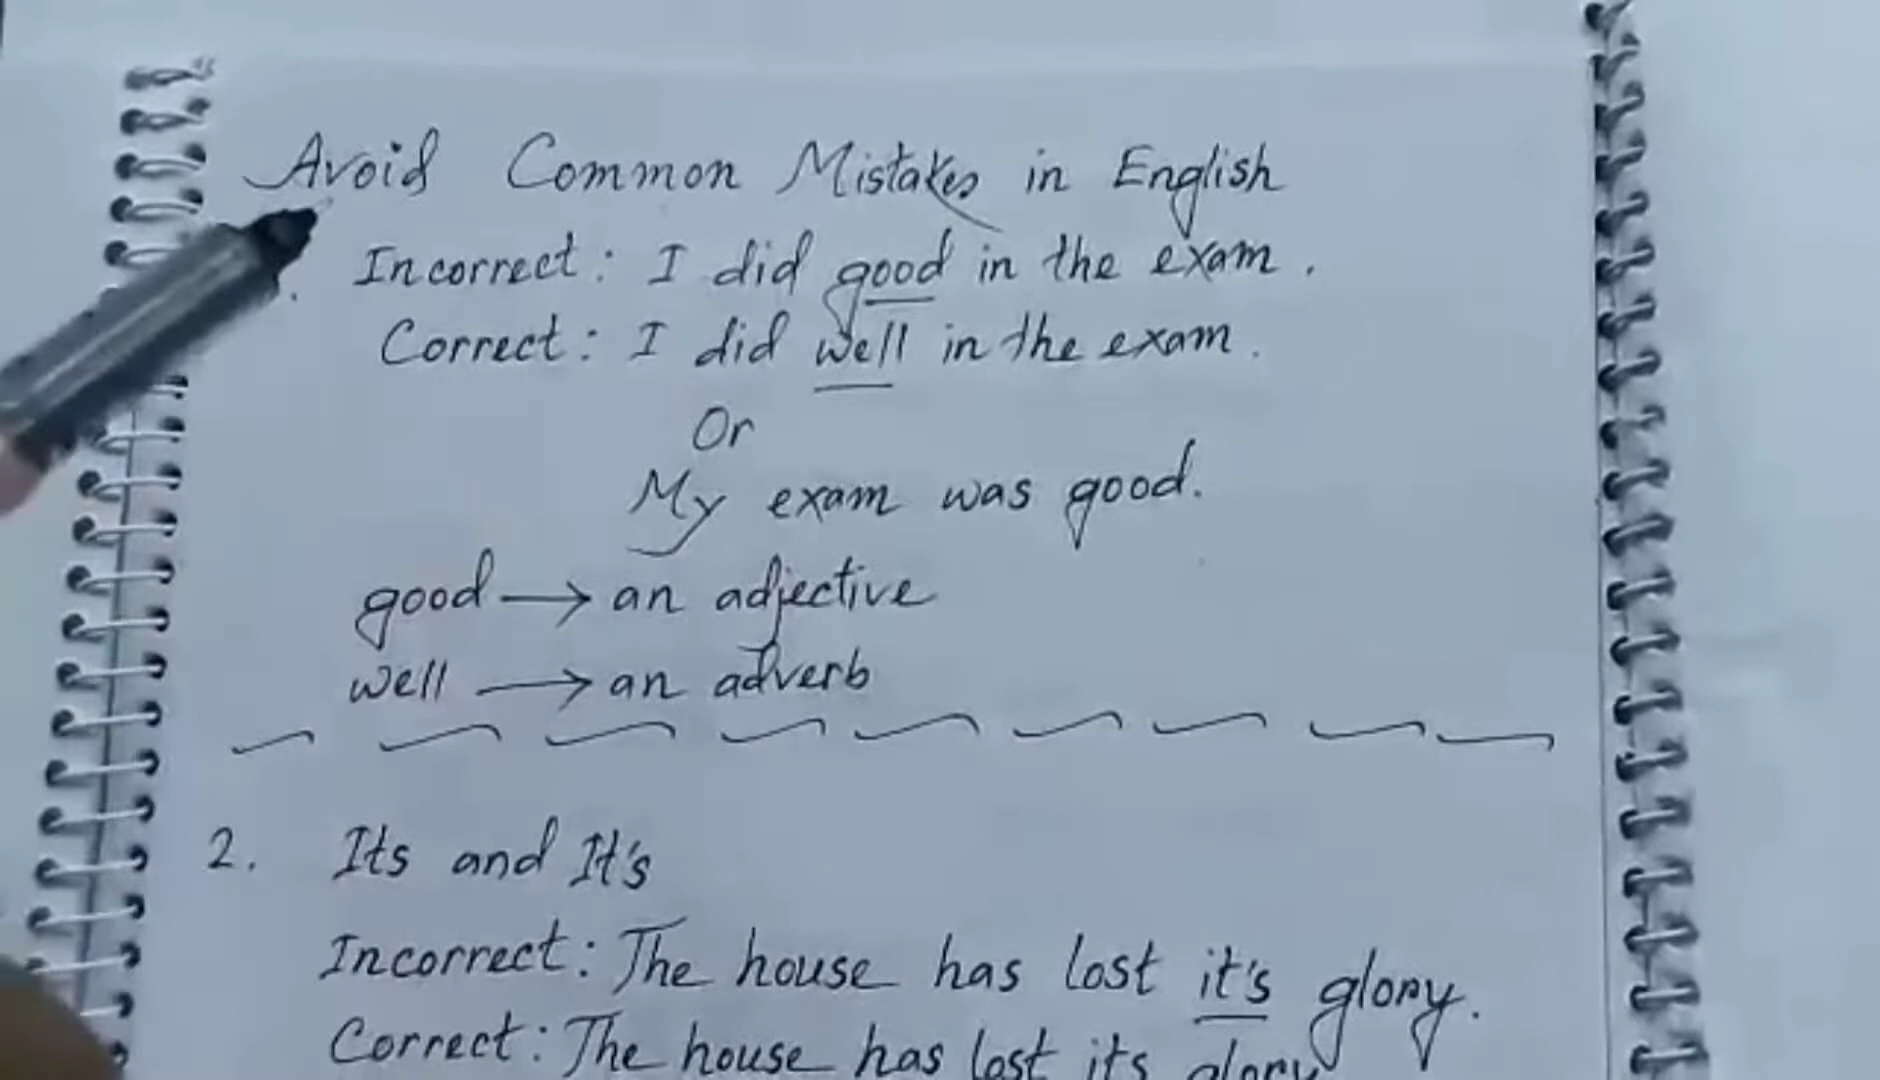 Avoid Common Mistakes in English
. Incorrect: I did good in the exam.
Correct: I did well in the exam.
Or
My exam was good.
good → an adjective
well → an adverb
2. Its and It's
Incorrect: The house has lost it's glory.
Correct: The house has lost its glory